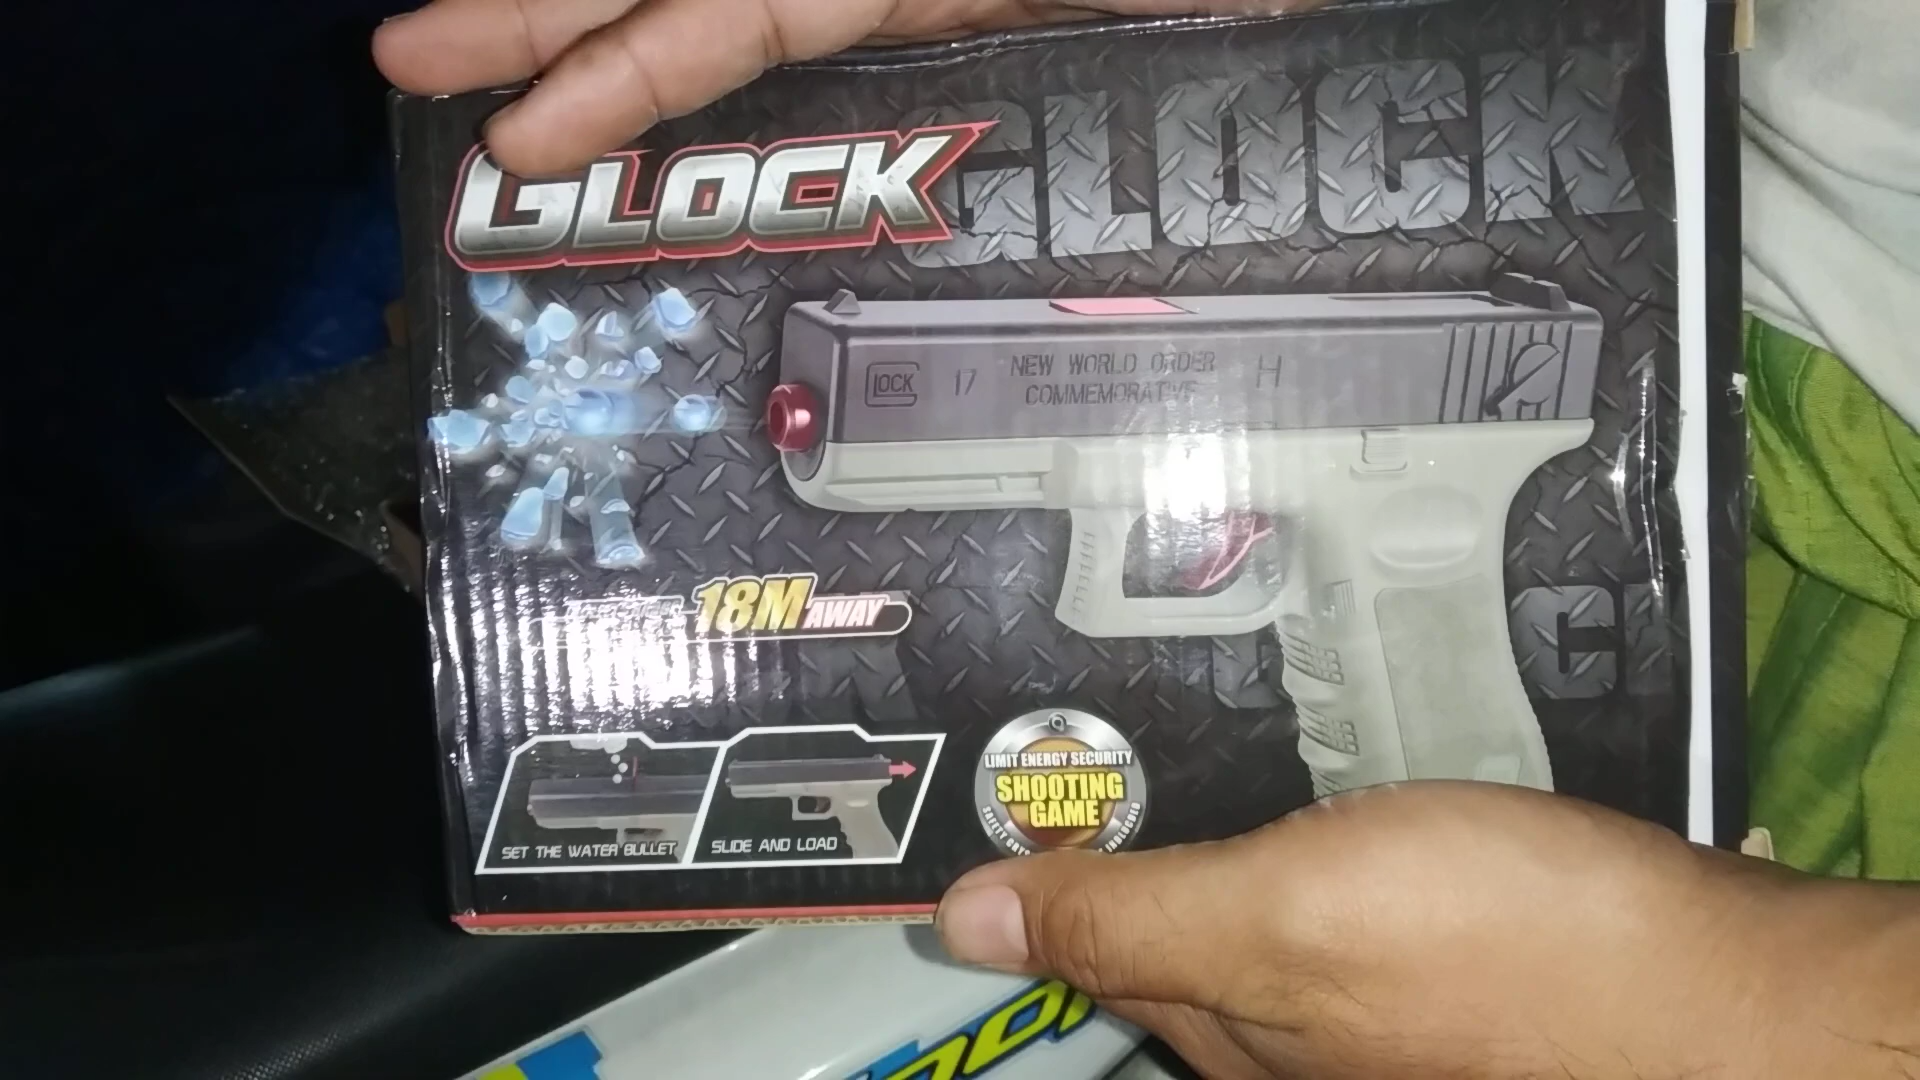 GLOCK
GLOCK
GLOCK 17 NEW WORLD ORDER H
COMMEMORATIVE
18M AWAY
SET THE WATER BULLET
SLIDE AND LOAD
LIMIT ENERGY SECURITY
SHOOTING
GAME
SAFETY